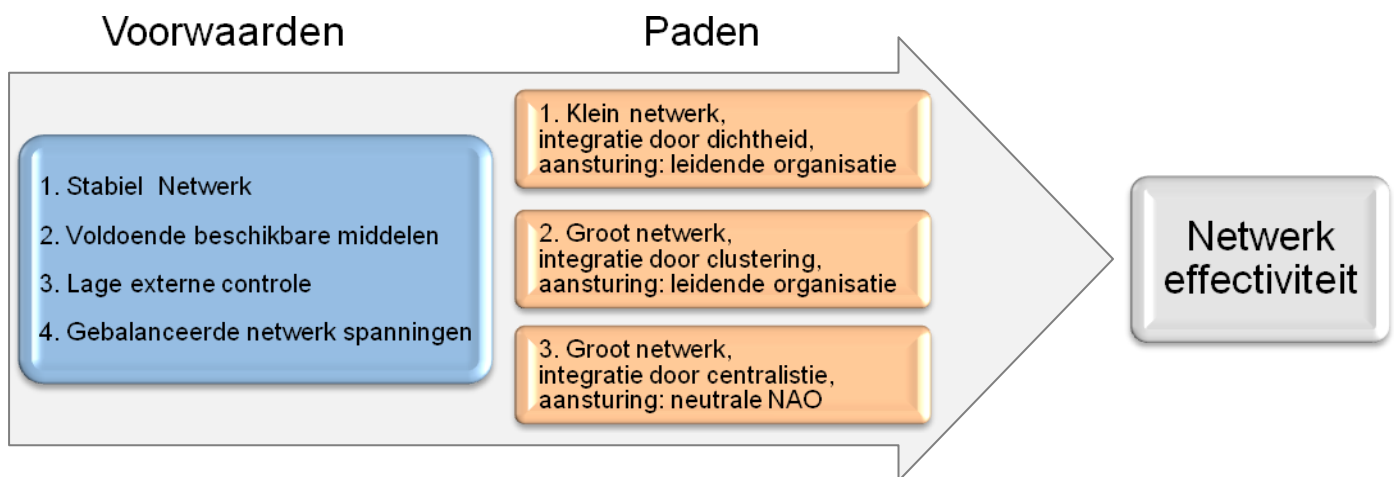 Voorwaarden
Paden
1. Stabiel Netwerk
2. Voldoende beschikbare middelen
3. Lage externe controle
4. Gebalanceerde netwerk spanningen
1. Klein netwerk,
integratie door dichtheid,
aansturing: leidende organisatie
2. Groot netwerk,
integratie door clustering,
aansturing: leidende organisatie
3. Groot netwerk,
integratie door centralistie,
aansturing: neutrale NAO
Netwerk
effectiviteit